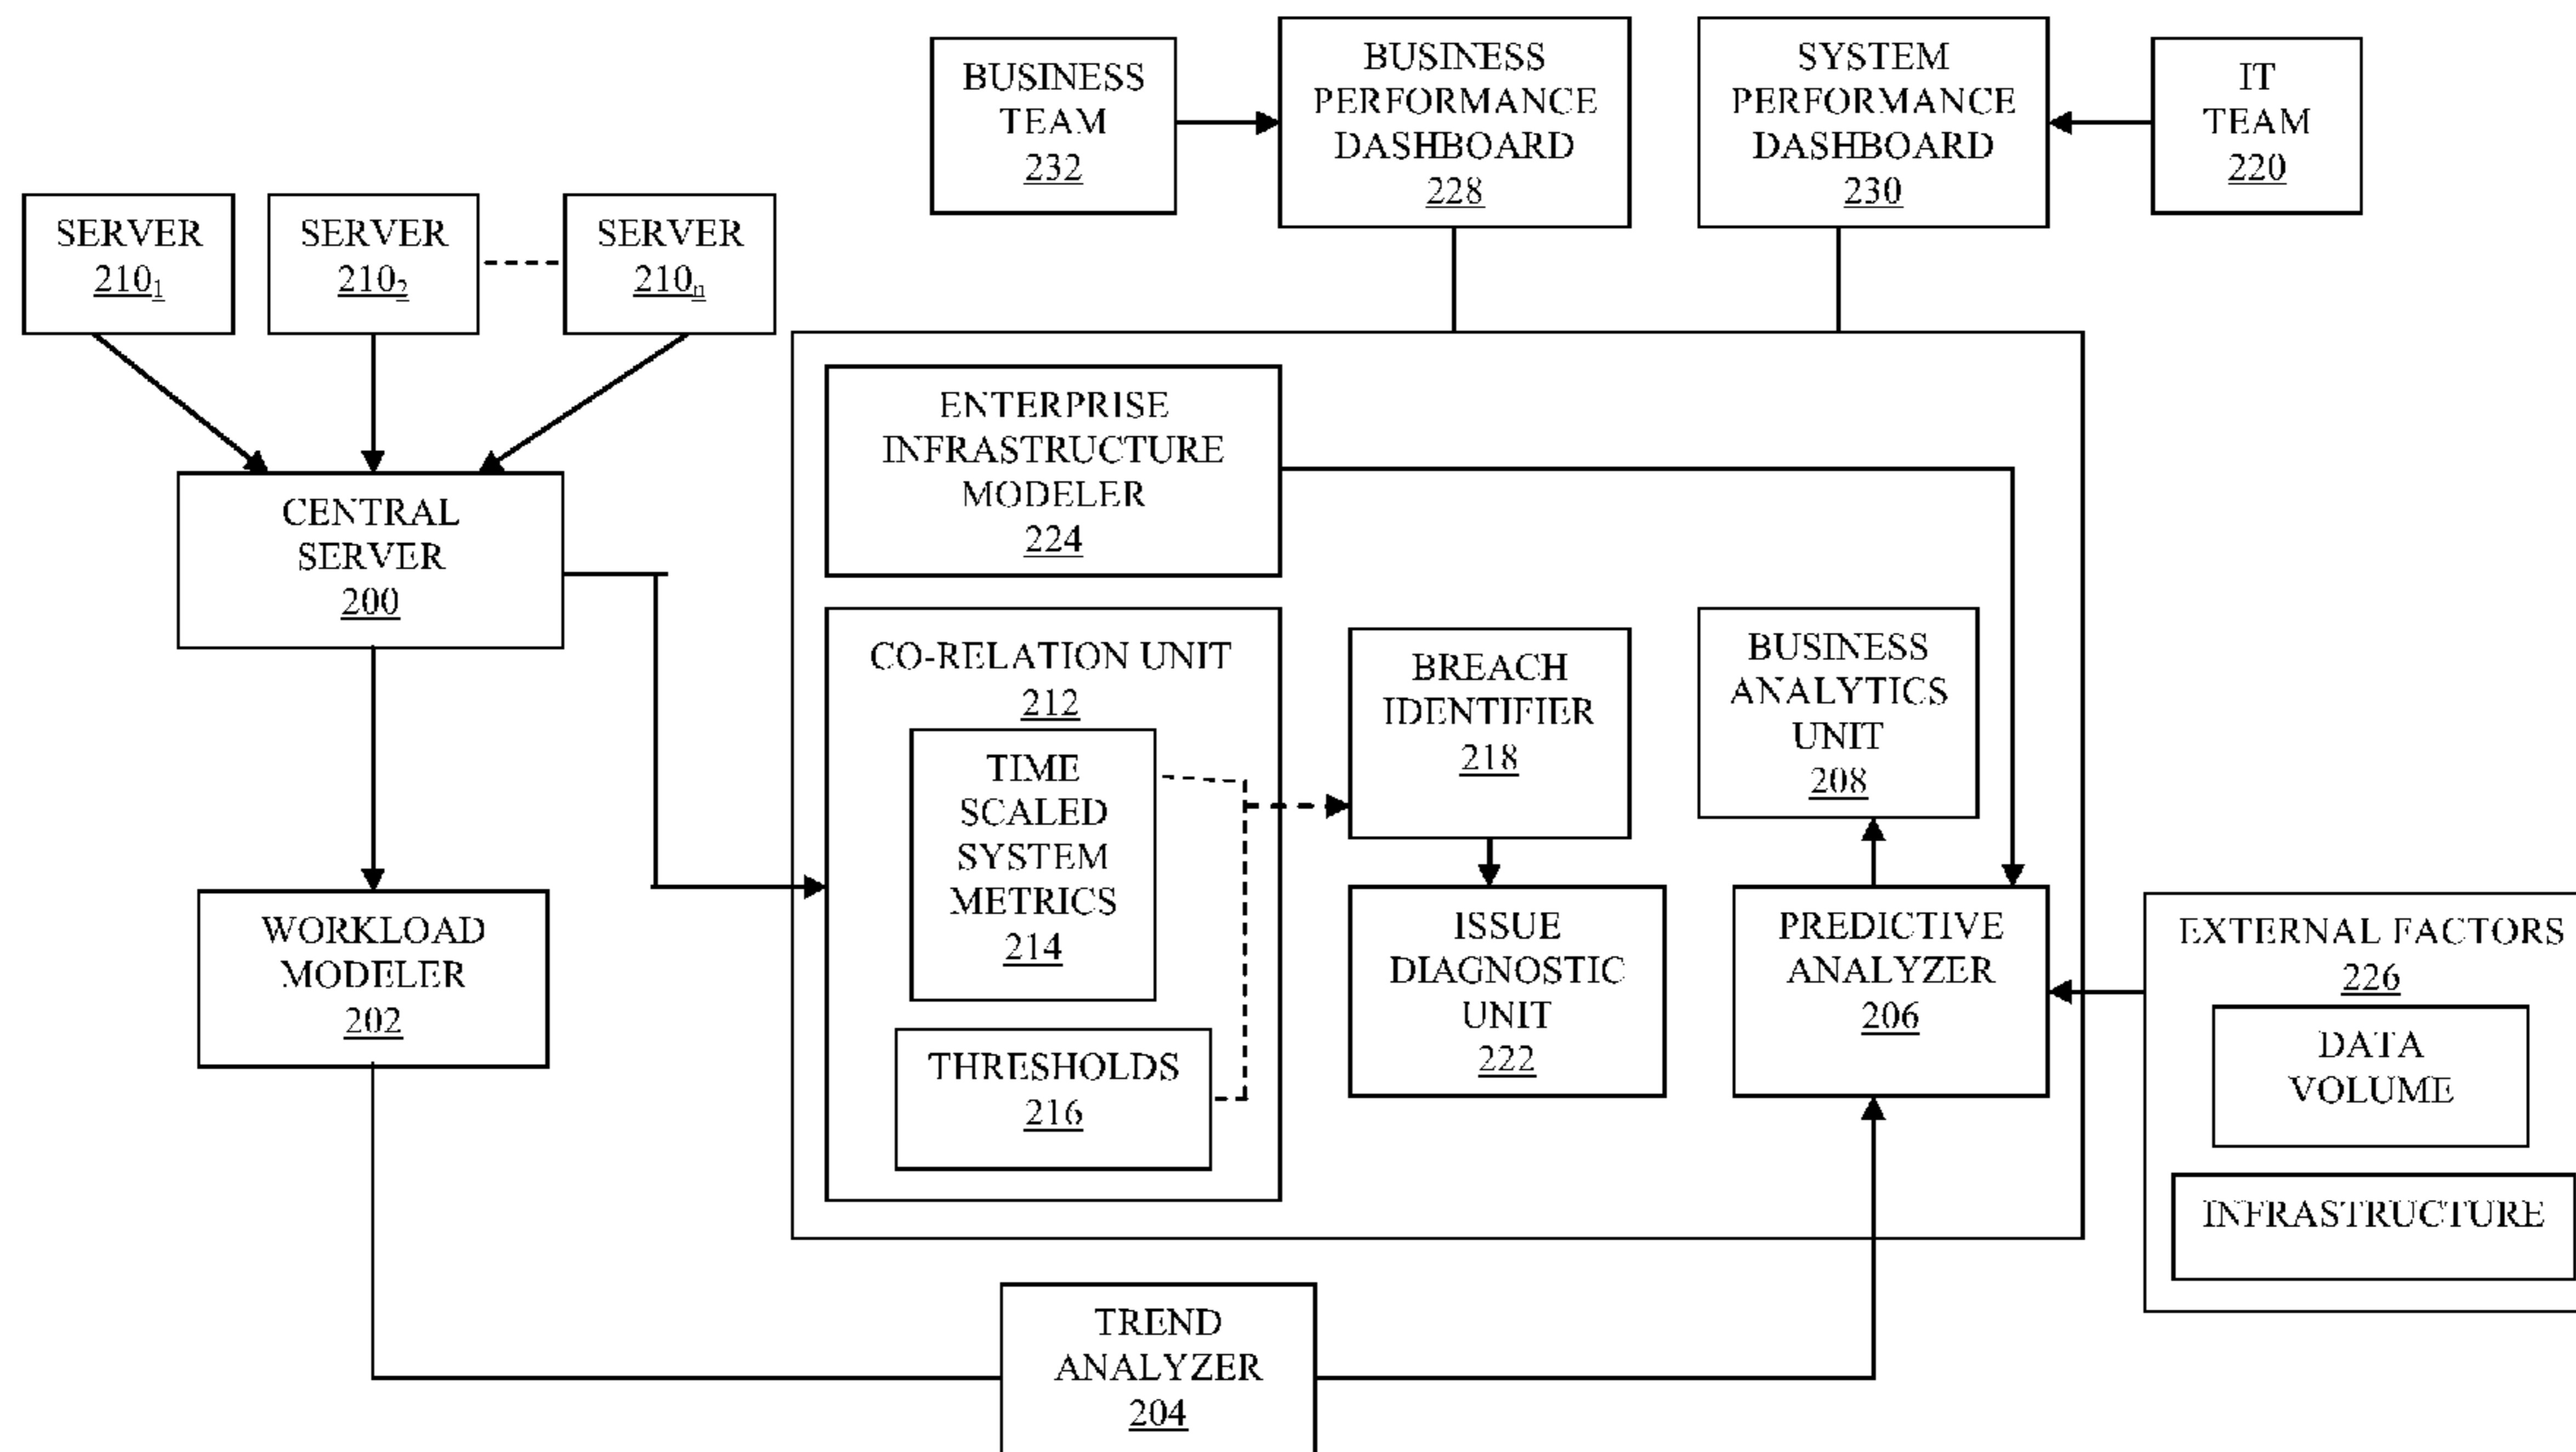 BUSINESS
TEAM
232
BUSINESS
PERFORMANCE
DASHBOARD
228
SYSTEM
PERFORMANCE
DASHBOARD
230
IT
TEAM
220
SERVER
210₁
SERVER
210₂
SERVER
210ₙ
CENTRAL
SERVER
200
ENTERPRISE
INFRASTRUCTURE
MODELER
224
CO-RELATION UNIT
212
TIME
SCALED
SYSTEM
METRICS
214
THRESHOLDS
216
BREACH
IDENTIFIER
218
BUSINESS
ANALYTICS
UNIT
208
WORKLOAD
MODELER
202
ISSUE
DIAGNOSTIC
UNIT
222
PREDICTIVE
ANALYZER
206
EXTERNAL FACTORS
226
DATA
VOLUME
INFRASTRUCTURE
TREND
ANALYZER
204